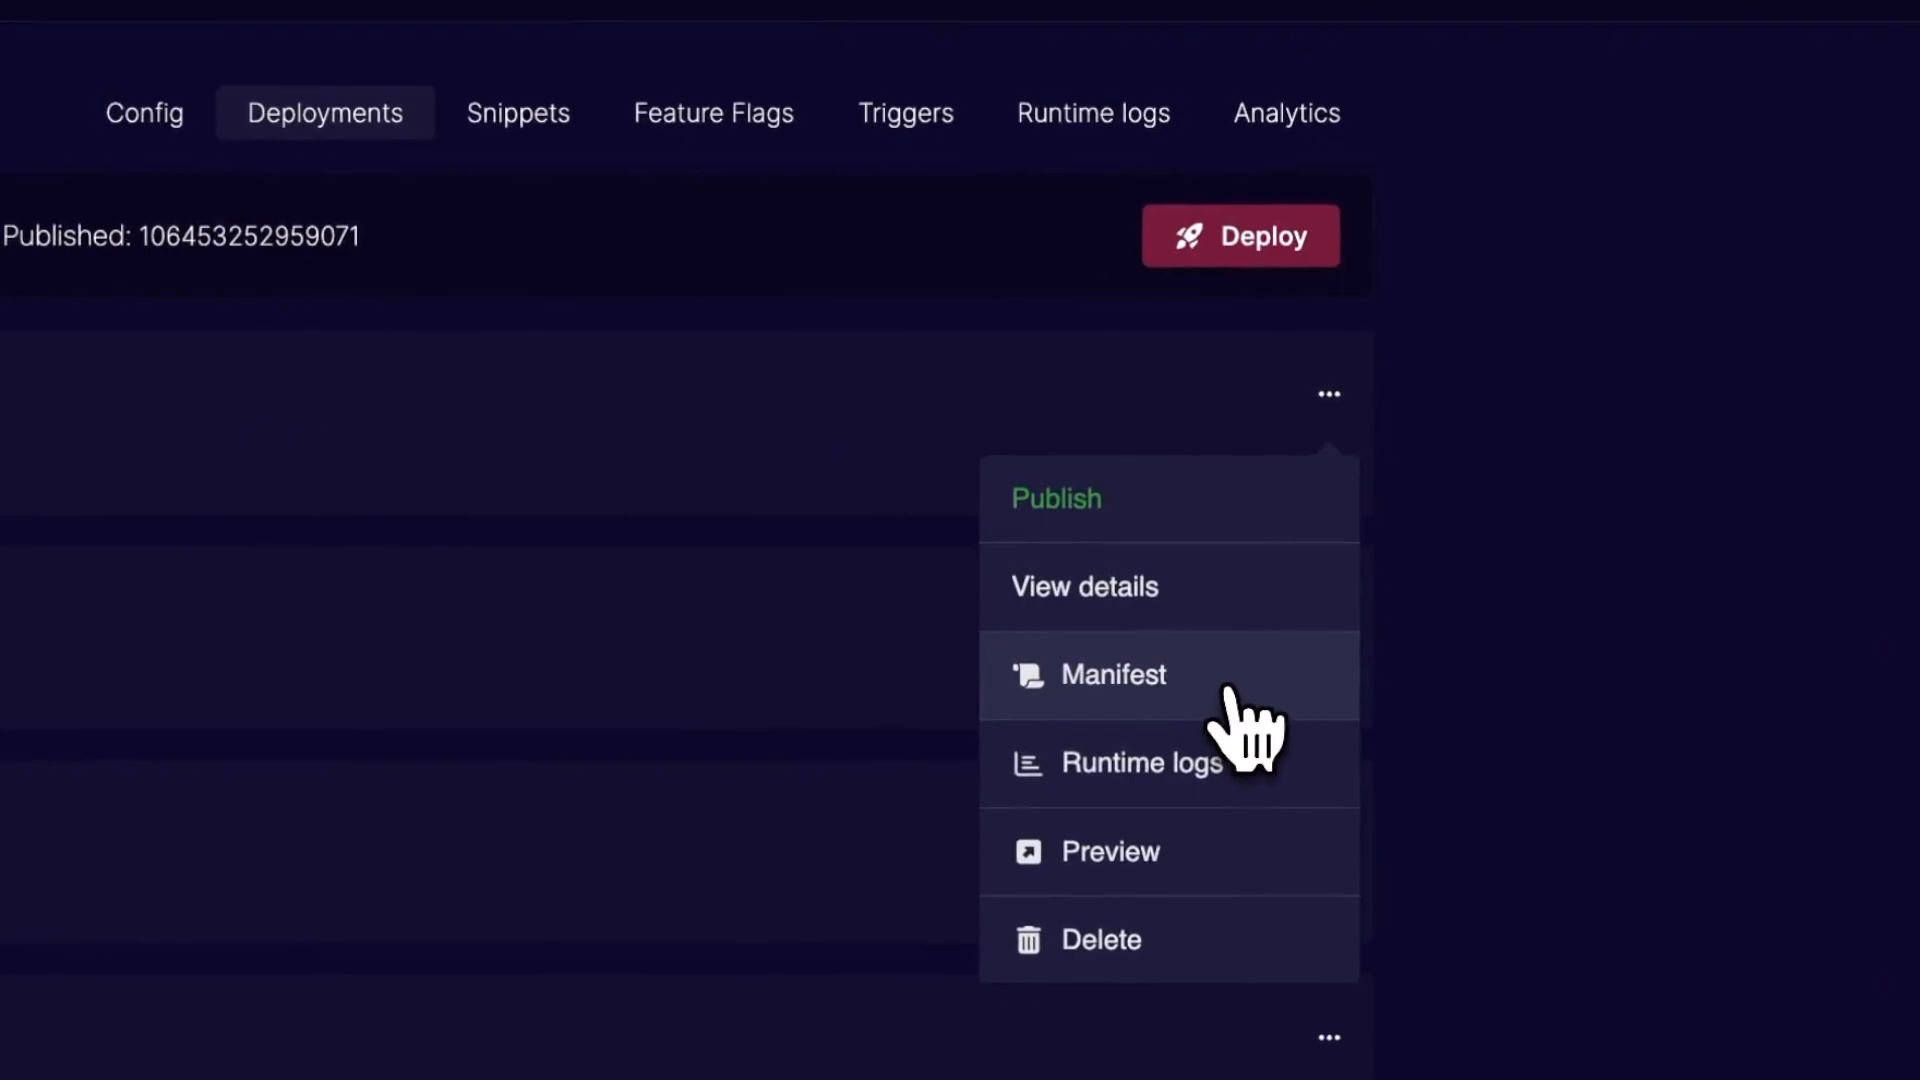 Config
Deployments
Snippets
Feature Flags
Triggers
Runtime logs
Analytics
Published: 106453252959071
Deploy
Publish
View details
Manifest
Runtime logs
Preview
Delete